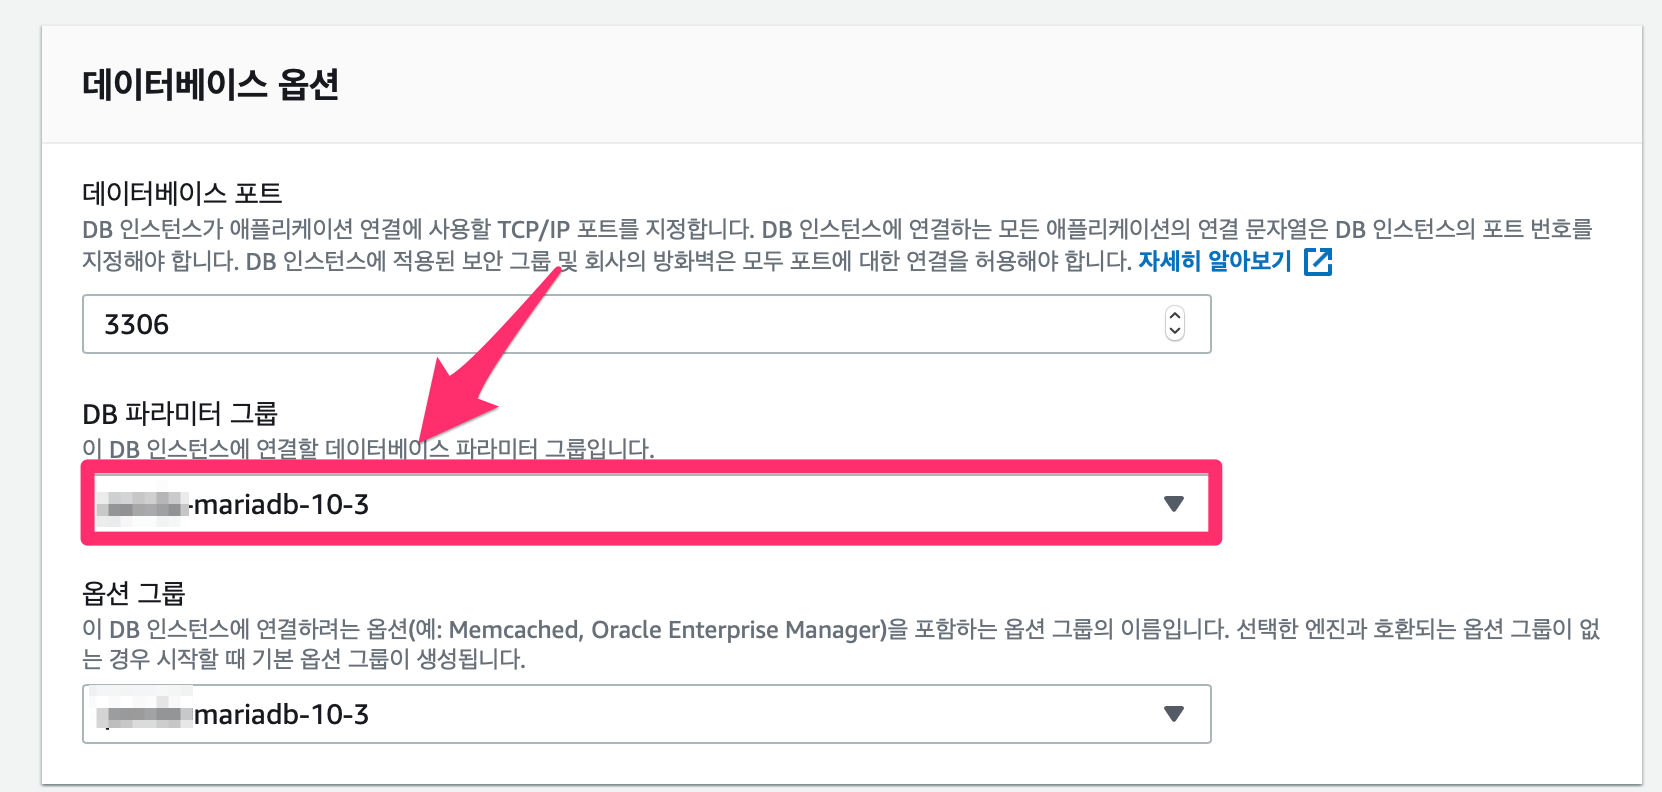 데이터베이스 옵션
데이터베이스 포트
DB 인스턴스가 애플리케이션 연결에 사용할 TCP/IP 포트를 지정합니다. DB 인스턴스에 연결하는 모든 애플리케이션의 연결 문자열은 DB 인스턴스의 포트 번호를
지정해야 합니다. DB 인스턴스에 적용된 보안 그룹 및 회사의 방화벽은 모두 포트에 대한 연결을 허용해야 합니다. 자세히 알아보기
3306
DB 파라미터 그룹
이 DB 인스턴스에 연결할 데이터베이스 파라미터 그룹입니다.
-mariadb-10-3
옵션 그룹
이 DB 인스턴스에 연결하려는 옵션(예: Memcached, Oracle Enterprise Manager)을 포함하는 옵션 그룹의 이름입니다. 선택한 엔진과 호환되는 옵션 그룹이 없
는 경우 시작할 때 기본 옵션 그룹이 생성됩니다.
mariadb-10-3